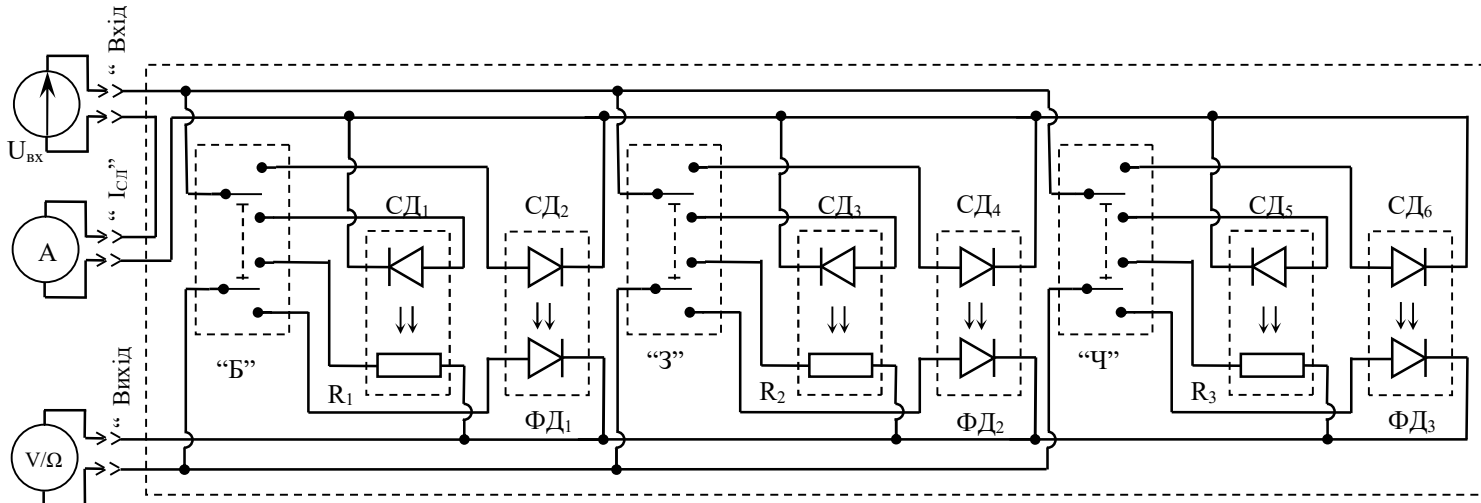 “ Вхід
Uвх
“ IСЛ”
А
“ Вихід
V/Ω
СД1
СД2
“Б”
R1
ФД1
СД3
СД4
“З”
R2
ФД2
СД5
СД6
“Ч”
R3
ФД3